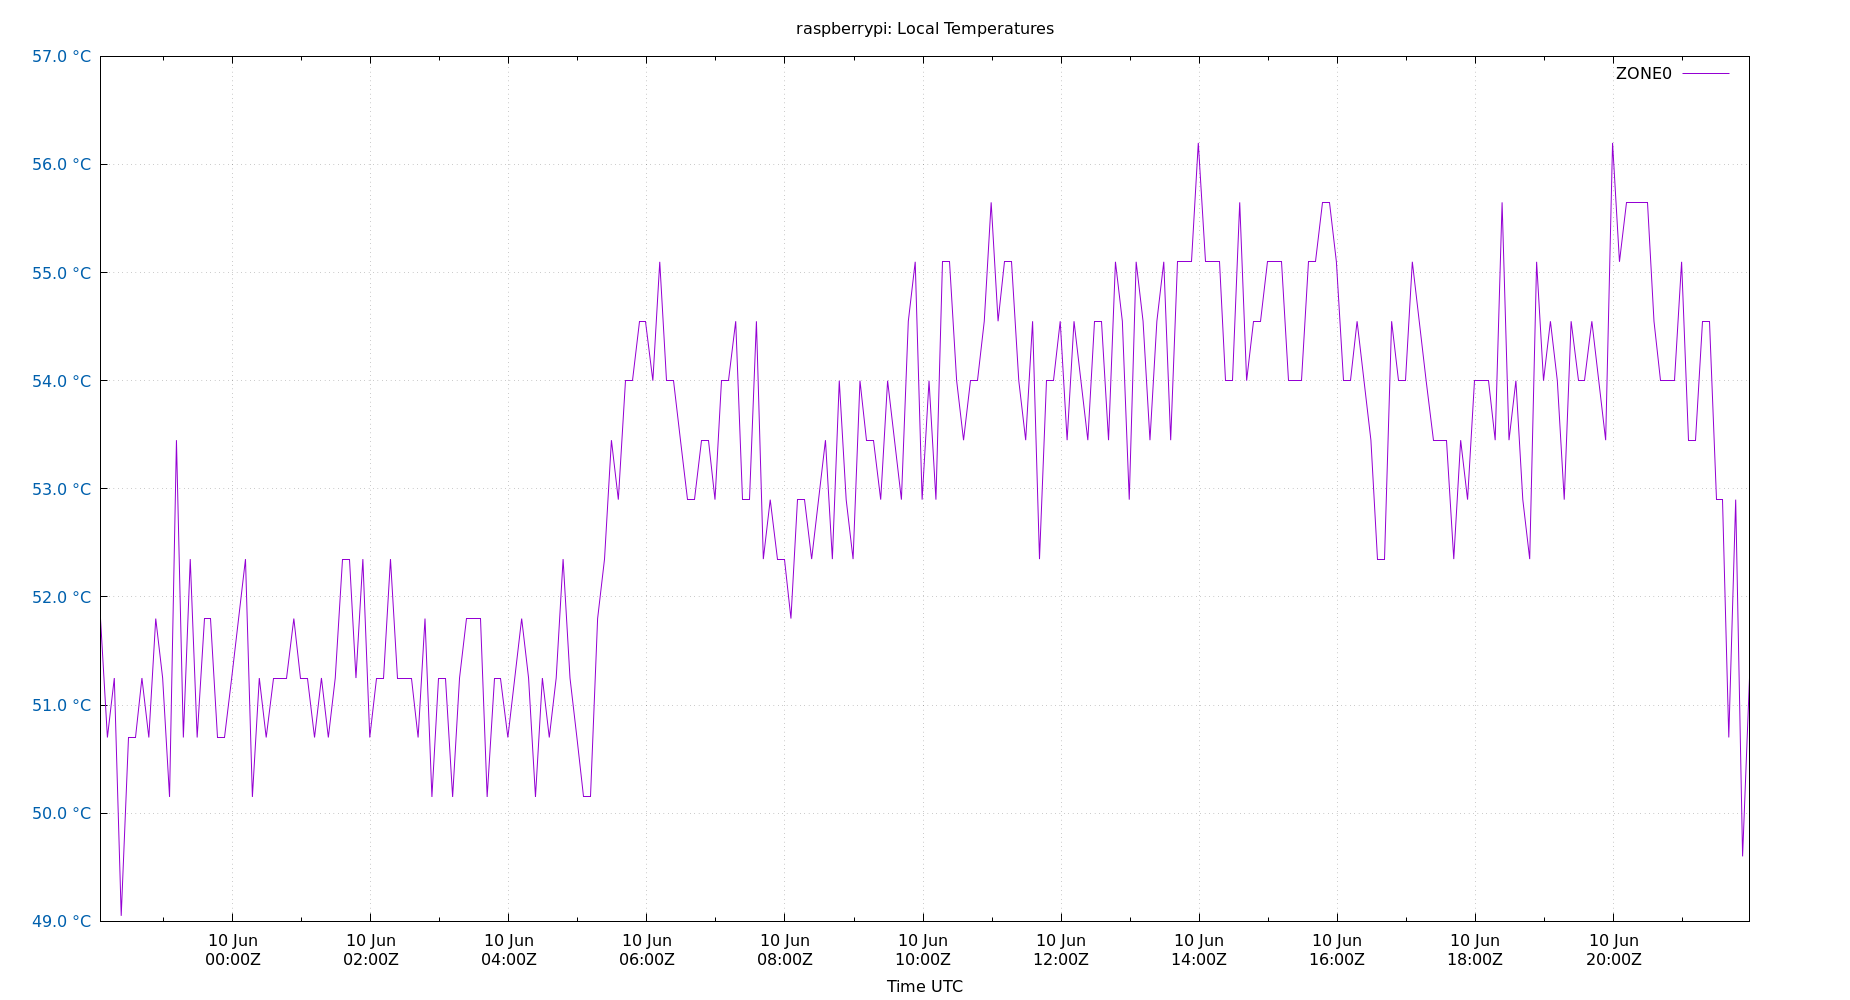 raspberrypi: Local Temperatures
ZONE0
57.0 °C
56.0 °C
55.0 °C
54.0 °C
53.0 °C
52.0 °C
51.0 °C
50.0 °C
49.0 °C
10 Jun 10 Jun 10 Jun 10 Jun 10 Jun 10 Jun 10 Jun 10 Jun 10 Jun 10 Jun 10 Jun
00:00Z 02:00Z 04:00Z 06:00Z 08:00Z 10:00Z 12:00Z 14:00Z 16:00Z 18:00Z 20:00Z
Time UTC